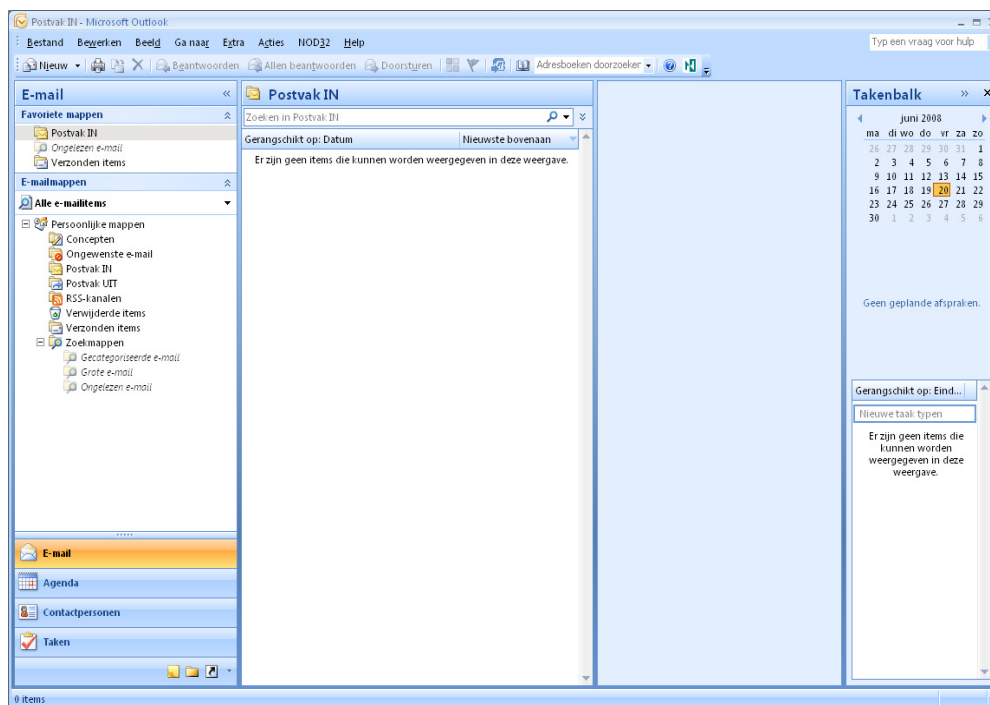 Postvak IN - Microsoft Outlook
Bestand Bewerken Beeld Ga naar Extra Acties NOD32 Help
Typ een vraag voor hulp
Nieuw Beantwoorden Allen beantwoorden Doorsturen Adresboeken doorzoeken
E-mail
Favoriete mappen
Postvak IN
Ongelezen e-mail
Verzonden items
E-mailmappen
Alle e-mailitems
Persoonlijke mappen
Concepten
Ongewenste e-mail
Postvak IN
Postvak UIT
RSS-kanalen
Verwijderde items
Verzonden items
Zoekmappen
Gecategoriseerde e-mail
Grote e-mail
Ongelezen e-mail
E-mail
Agenda
Contactpersonen
Taken
0 items
Postvak IN
Zoeken in Postvak IN
Gerangschikt op: Datum Nieuwste bovenaan
Er zijn geen items die kunnen worden weergegeven in deze weergave.
Takenbalk
juni 2008
ma di wo do vr za zo
26 27 28 29 30 31 1
2 3 4 5 6 7 8
9 10 11 12 13 14 15
16 17 18 19 20 21 22
23 24 25 26 27 28 29
30 1 2 3 4 5 6
Geen geplande afspraken.
Gerangschikt op: Eind...
Nieuwe taak typen
Er zijn geen items die
kunnen worden
weergegeven in deze
weergave.